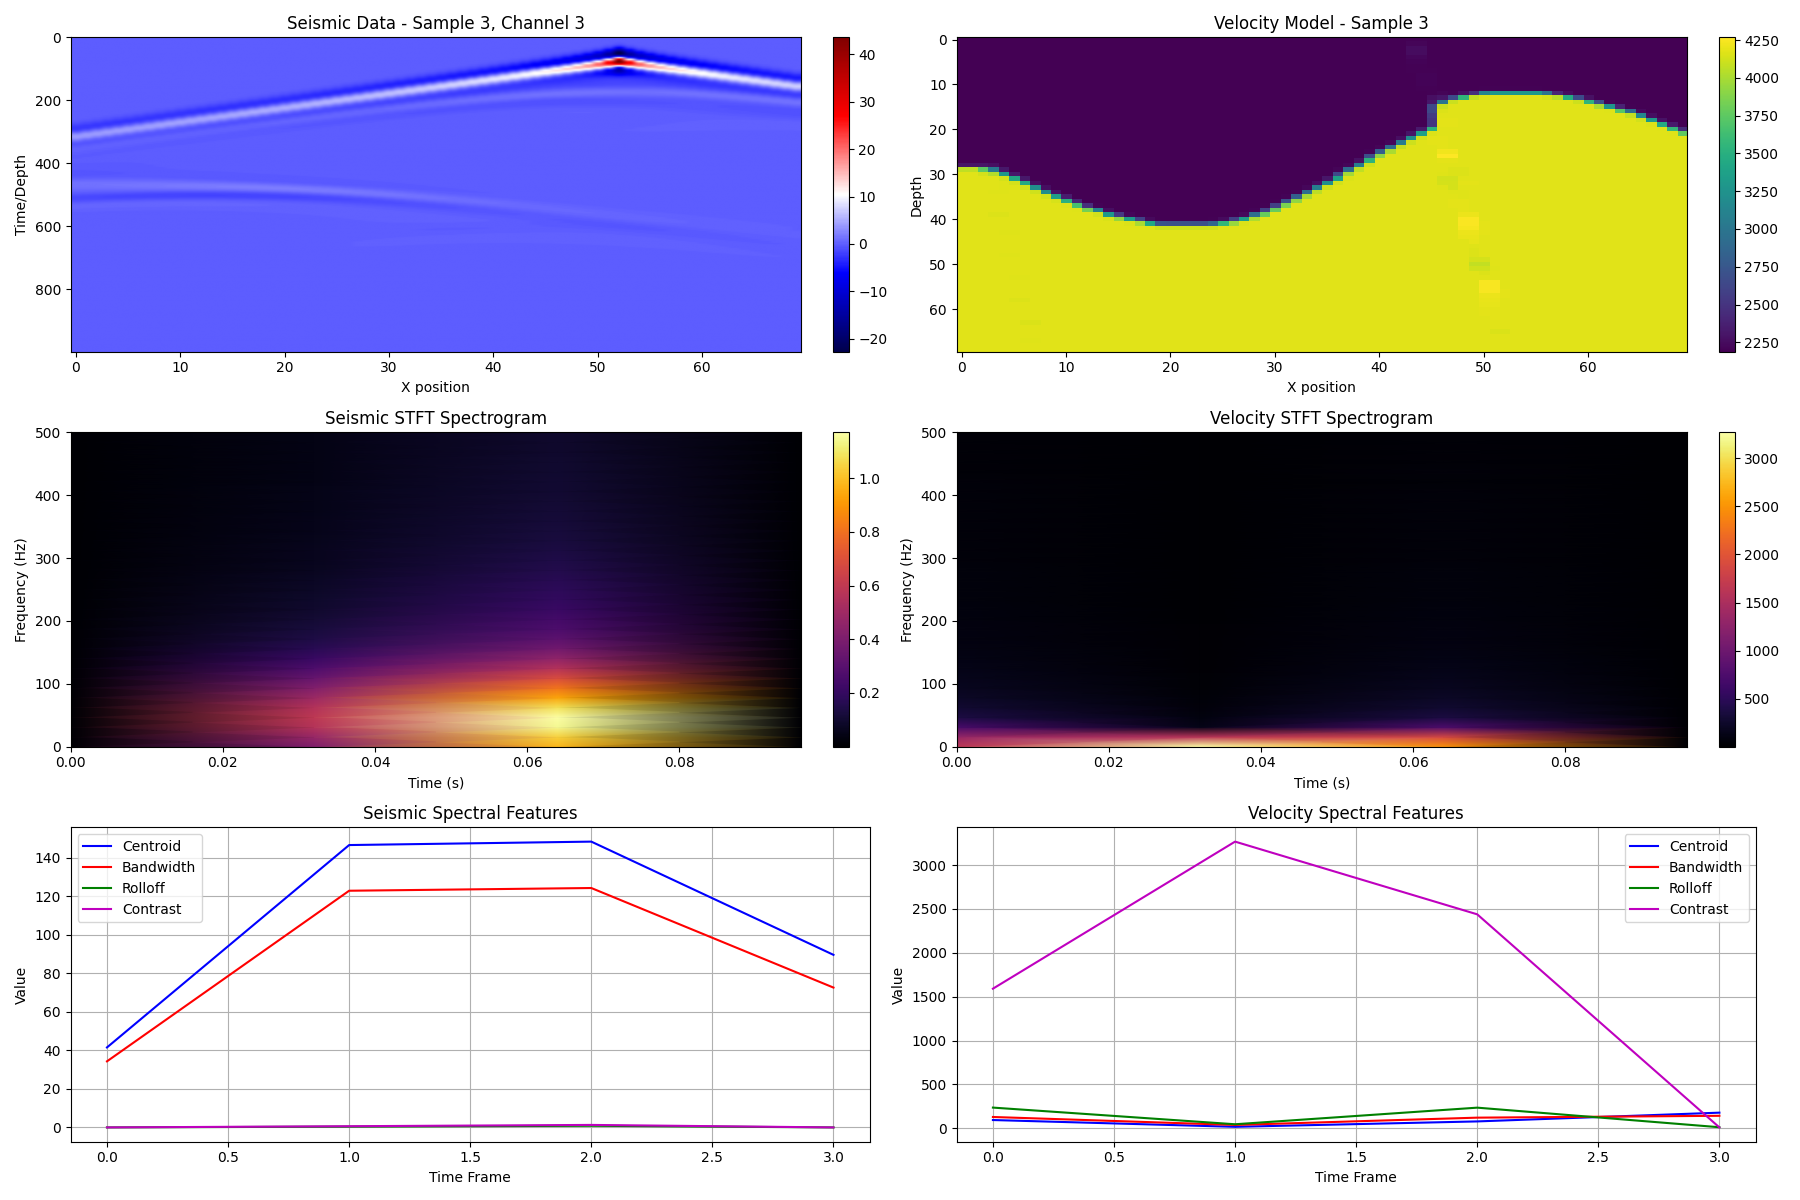 Seismic Data - Sample 3, Channel 3
0
200
400
600
800
Time/Depth
0 10 20 30 40 50 60
X position
40
30
20
10
0
−10
−20
Velocity Model - Sample 3
0
10
20
30
40
50
60
Depth
0 10 20 30 40 50 60
X position
4250
4000
3750
3500
3250
3000
2750
2500
2250
Seismic STFT Spectrogram
500
400
300
200
100
0
Frequency (Hz)
0.00 0.02 0.04 0.06 0.08
Time (s)
1.0
0.8
0.6
0.4
0.2
Velocity STFT Spectrogram
500
400
300
200
100
0
Frequency (Hz)
0.00 0.02 0.04 0.06 0.08
Time (s)
3000
2500
2000
1500
1000
500
Seismic Spectral Features
Centroid
Bandwidth
Rolloff
Contrast
140
120
100
80
60
40
20
0
Value
0.0 0.5 1.0 1.5 2.0 2.5 3.0
Time Frame
Velocity Spectral Features
Centroid
Bandwidth
Rolloff
Contrast
3000
2500
2000
1500
1000
500
0
Value
0.0 0.5 1.0 1.5 2.0 2.5 3.0
Time Frame